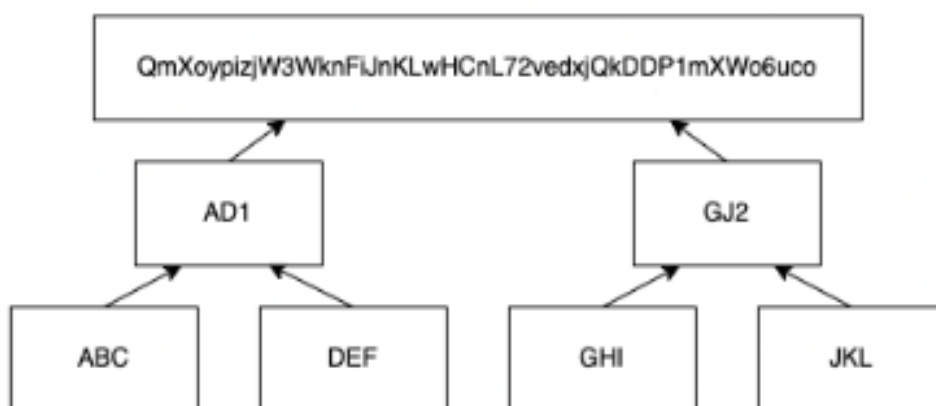 QmXoypizjW3WknFiJnKLwHCnL72vedxjQkDDP1mXWo6uco
AD1
GJ2
ABC
DEF
GHI
JKL